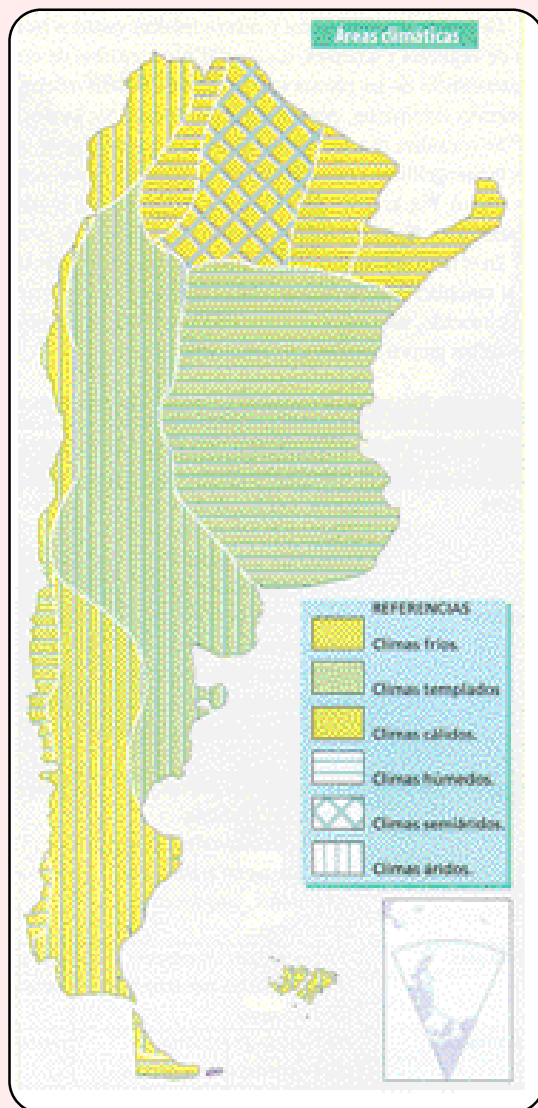 Áreas climáticas
REFERENCIAS
Climas fríos.
Climas templados
Climas cálidos.
Climas húmedos.
Climas semiáridos.
Climas áridos.